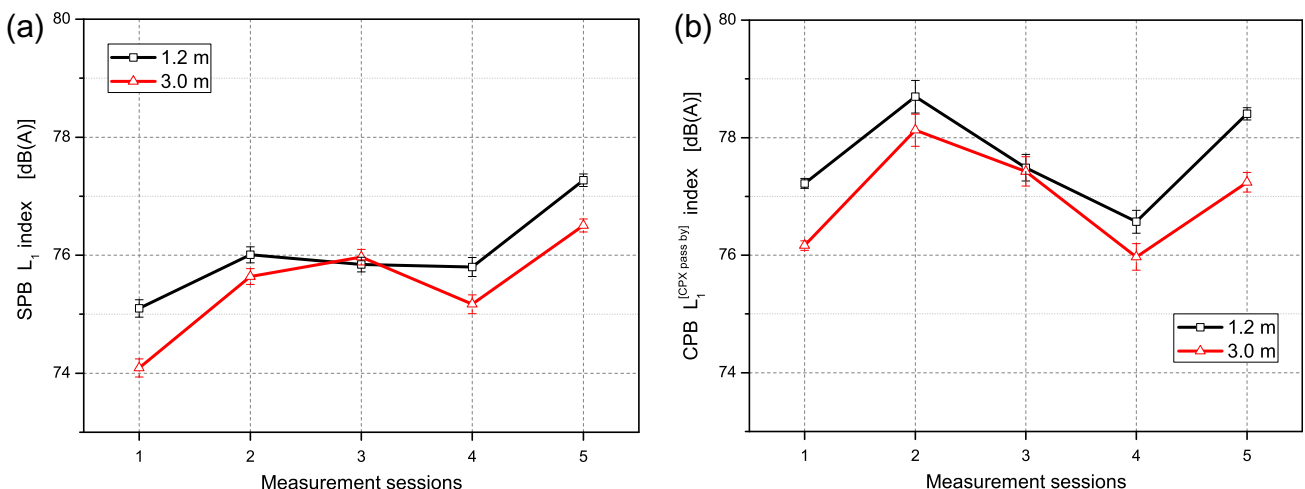 (a)
80
78
76
74
SPB L1 index [dB(A)]
1.2 m
3.0 m
1 2 3 4 5
Measurement sessions
(b)
80
78
76
74
CPB L1[CPX pass by] index [dB(A)]
1.2 m
3.0 m
1 2 3 4 5
Measurement sessions